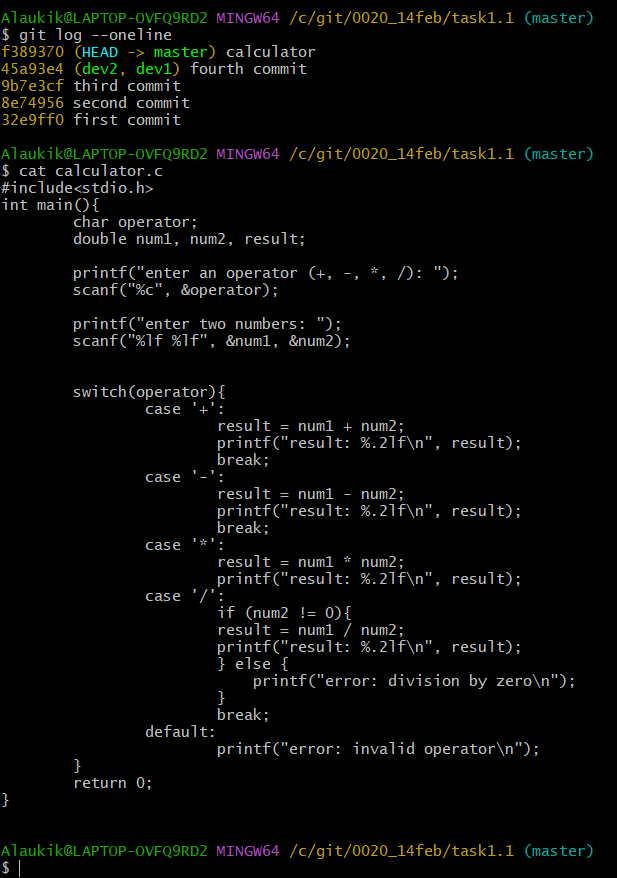 Alaukik@LAPTOP-OVFQ9RD2 MINGW64 /c/git/0020_14feb/task1.1 (master)
$ git log --oneline
f389370 (HEAD -> master) calculator
45a93e4 (dev2, dev1) fourth commit
9b7e3cf third commit
8e74956 second commit
32e9ff0 first commit

Alaukik@LAPTOP-OVFQ9RD2 MINGW64 /c/git/0020_14feb/task1.1 (master)
$ cat calculator.c
#include<stdio.h>
int main(){
        char operator;
        double num1, num2, result;

        printf("enter an operator (+, -, *, /): ");
        scanf("%c", &operator);

        printf("enter two numbers: ");
        scanf("%lf %lf", &num1, &num2);


        switch(operator){
                case '+':
                        result = num1 + num2;
                        printf("result: %.2lf\n", result);
                        break;
                case '-':
                        result = num1 - num2;
                        printf("result: %.2lf\n", result);
                        break;
                case '*':
                        result = num1 * num2;
                        printf("result: %.2lf\n", result);
                case '/':
                        if (num2 != 0){
                        result = num1 / num2;
                        printf("result: %.2lf\n", result);
                        } else {
                            printf("error: division by zero\n");
                        }
                        break;
                default:
                        printf("error: invalid operator\n");
        }
        return 0;
}


Alaukik@LAPTOP-OVFQ9RD2 MINGW64 /c/git/0020_14feb/task1.1 (master)
$